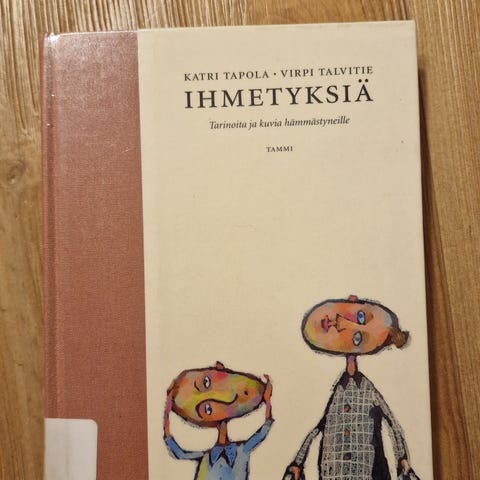 KATRI TAPOLA • VIRPI TALVITIE
IHMETYKSIÄ
Tarinoita ja kuvia hämmästyneille
TAMMI